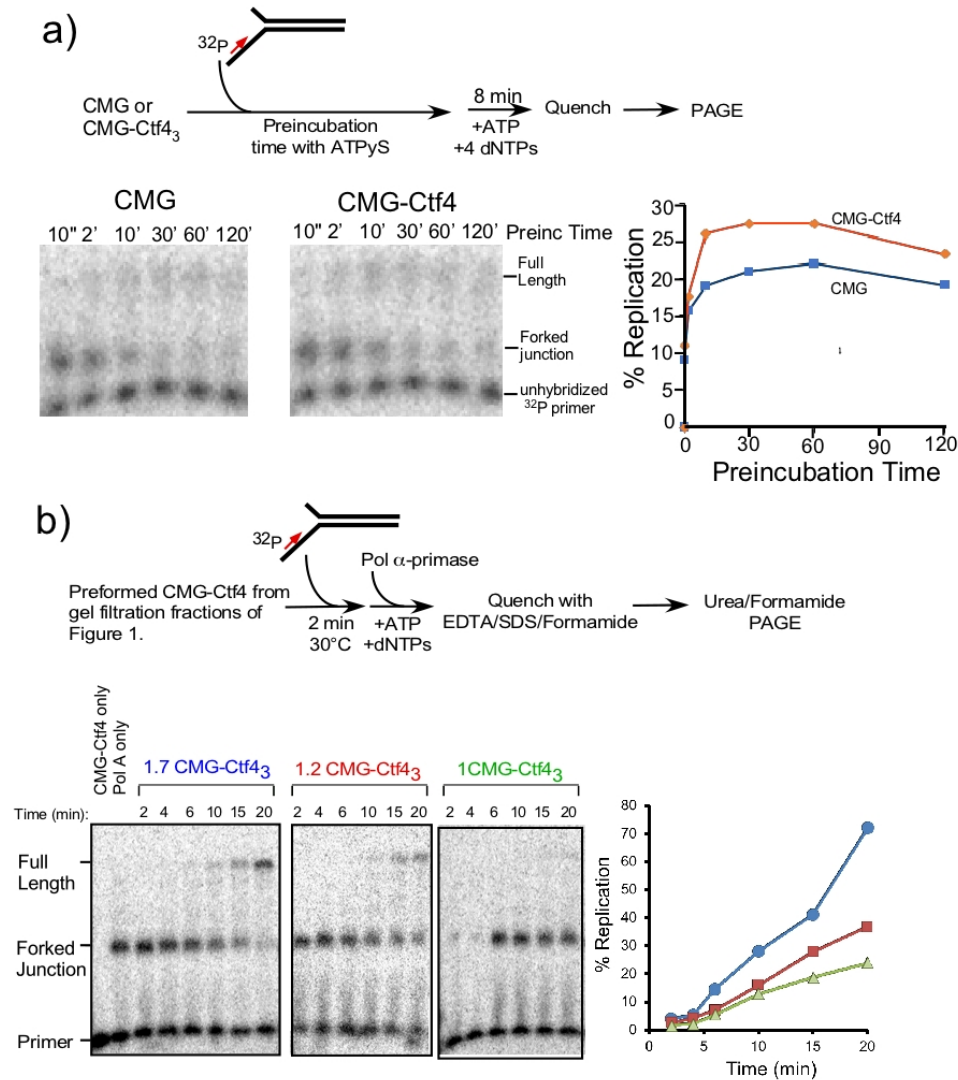 a)
32P
CMG or
CMG-Ctf43
Preincubation
time with ATPyS
8 min
+ATP
+4 dNTPs
Quench
PAGE
CMG
10" 2' 10' 30' 60' 120'
CMG-Ctf4
10" 2' 10' 30' 60' 120' Preinc Time
Full
Length
Forked
junction
unhybridized
32P primer
% Replication
30
25
20
15
10
5
0
CMG-Ctf4
CMG
0 30 60 90 120
Preincubation Time
b)
32P
Preformed CMG-Ctf4 from
gel filtration fractions of
Figure 1.
2 min
30°C
Pol α-primase
+ATP
+dNTPs
Quench with
EDTA/SDS/Formamide
Urea/Formamide
PAGE
CMG-Ctf4 only
Pol A only
1.7 CMG-Ctf43
1.2 CMG-Ctf43
1CMG-Ctf43
Time (min): 2 4 6 10 15 20 2 4 6 10 15 20 2 4 6 10 15 20
Full
Length
Forked
Junction
Primer
% Replication
80
70
60
50
40
30
20
10
0
0 5 10 15 20
Time (min)